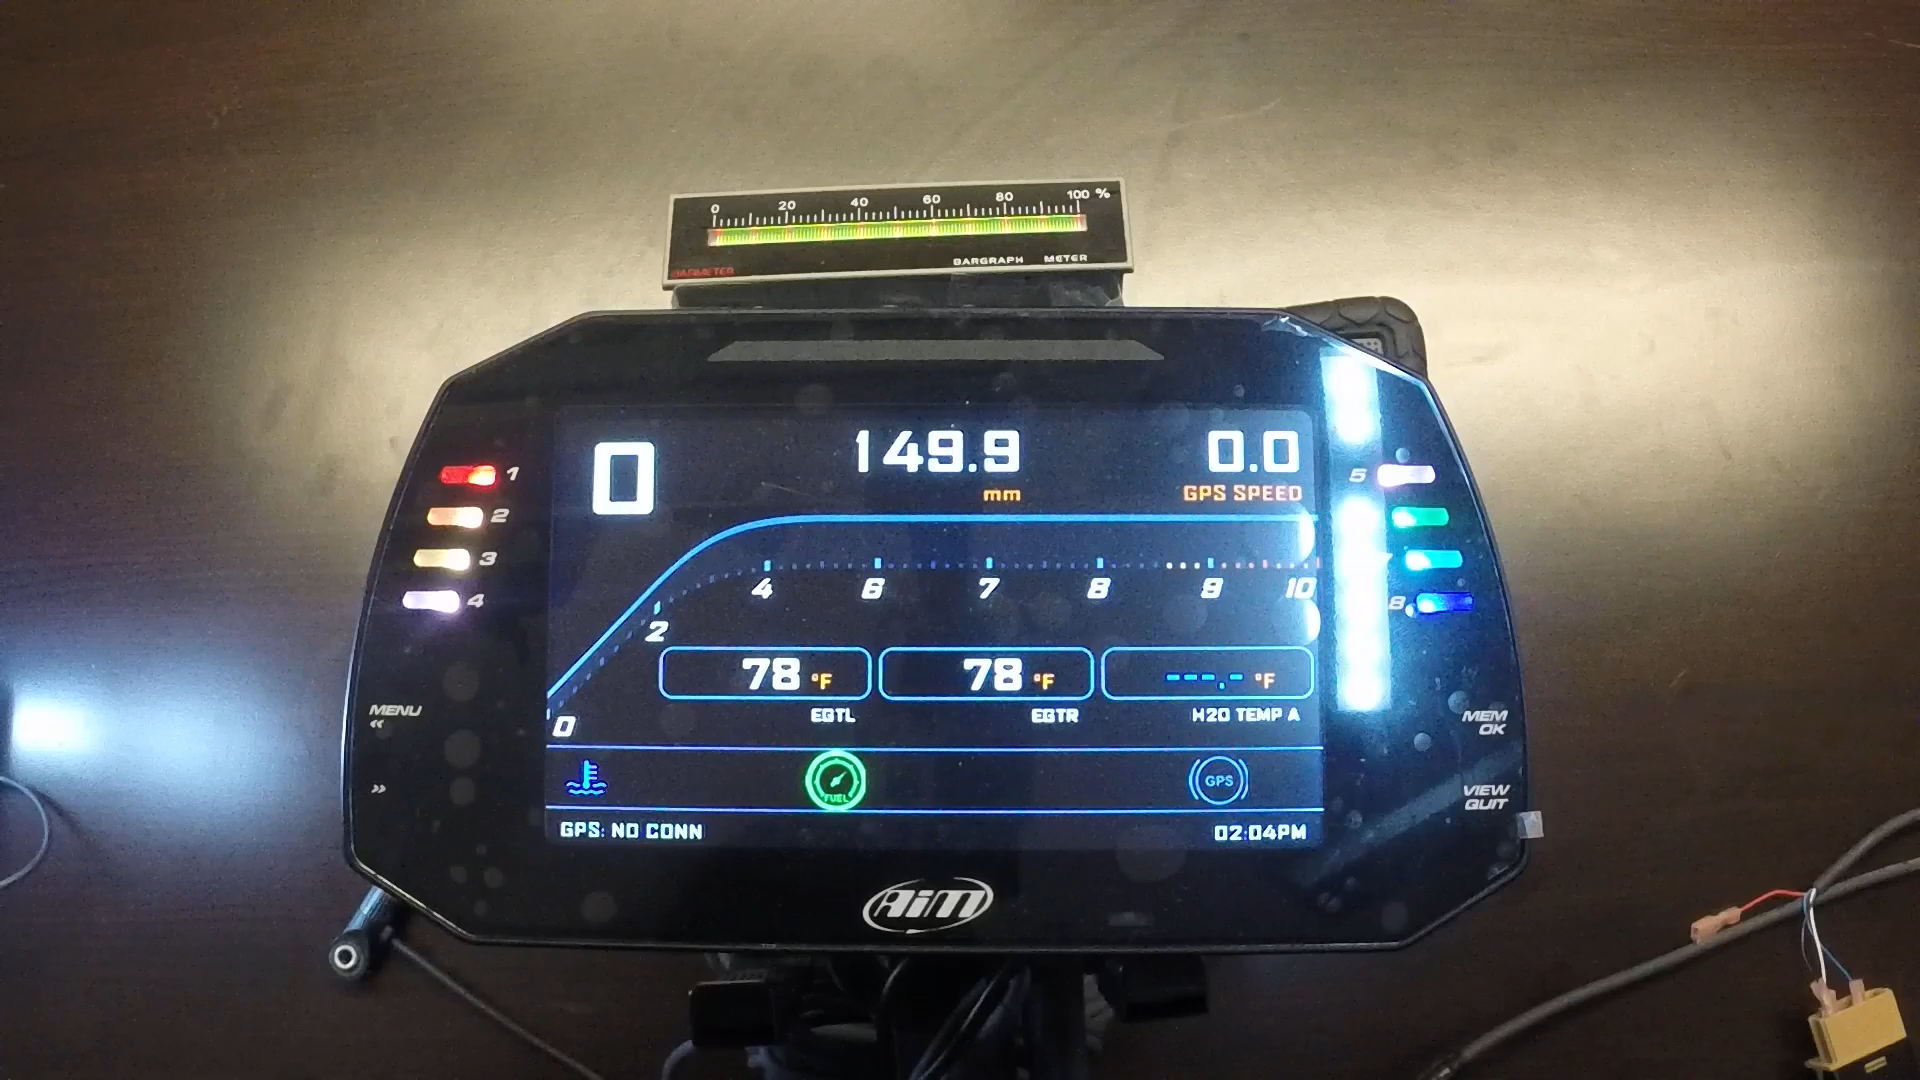 0 20 40 60 80 100 %
BARGRAPH METER
0 149.9 0.0
mm GPS SPEED
1 5
2
3
4 8
4 6 7 8 9 10
2
0
78 °F 78 °F ---.- °F
EGTL EGTR H2O TEMP A
MENU
<<
>>
MEM
OK
VIEW
QUIT
FUEL GPS
GPS: NO CONN 02:04PM
AiM